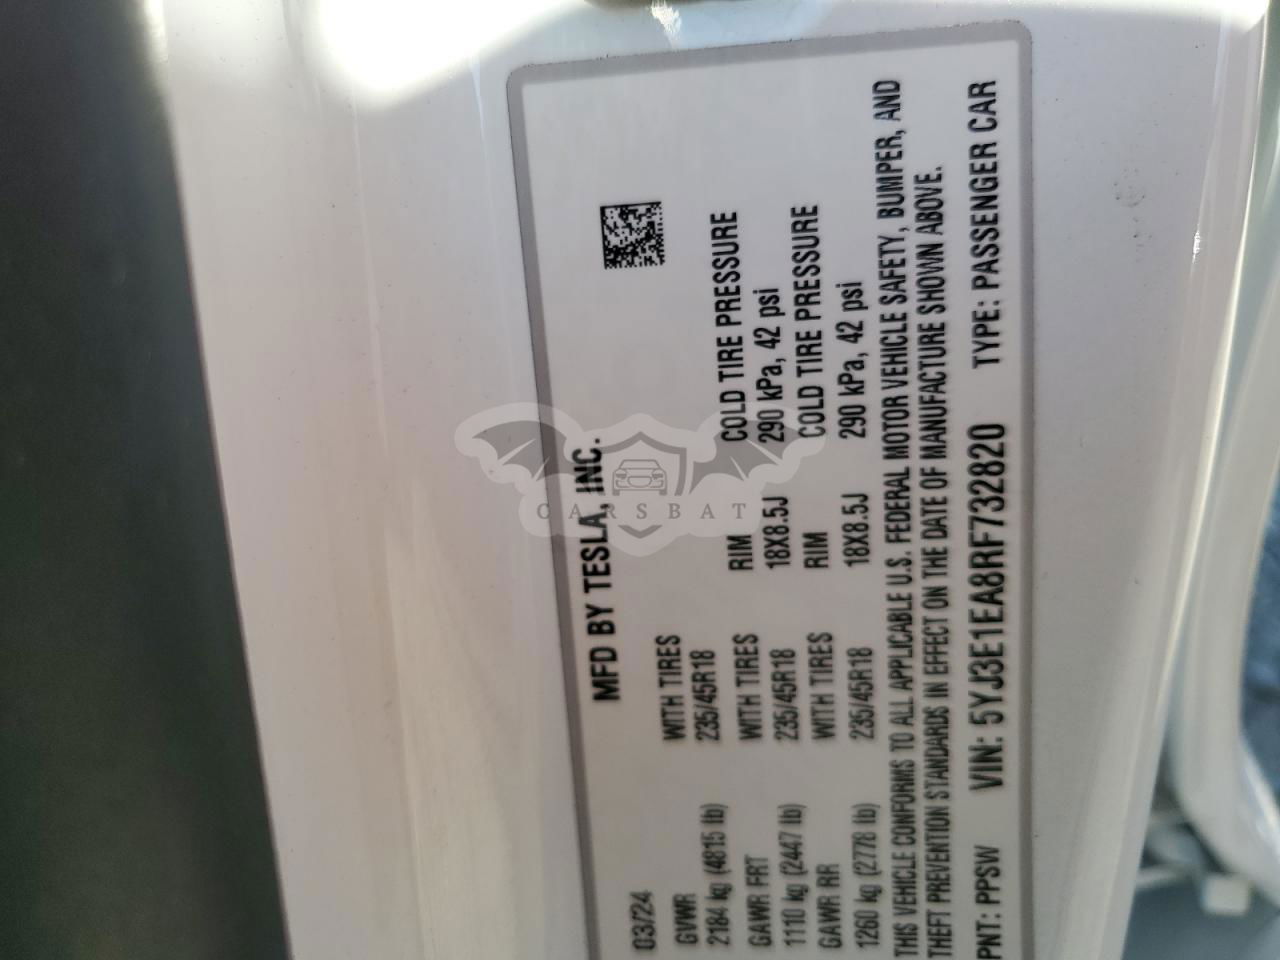 MFD BY TESLA, INC.
03/24
GVWR
2184 kg (4815 lb)
WITH TIRES
235/45R18
GAWR FRT
1110 kg (2447 lb)
WITH TIRES
235/45R18
RIM
18X8.5J
COLD TIRE PRESSURE
290 kPa, 42 psi
GAWR RR
1260 kg (2778 lb)
WITH TIRES
235/45R18
RIM
18X8.5J
COLD TIRE PRESSURE
290 kPa, 42 psi
THIS VEHICLE CONFORMS TO ALL APPLICABLE U.S. FEDERAL MOTOR VEHICLE SAFETY, BUMPER, AND
THEFT PREVENTION STANDARDS IN EFFECT ON THE DATE OF MANUFACTURE SHOWN ABOVE.
PNT: PPSW VIN: 5YJ3E1EA8RF732820 TYPE: PASSENGER CAR
CARSBAT